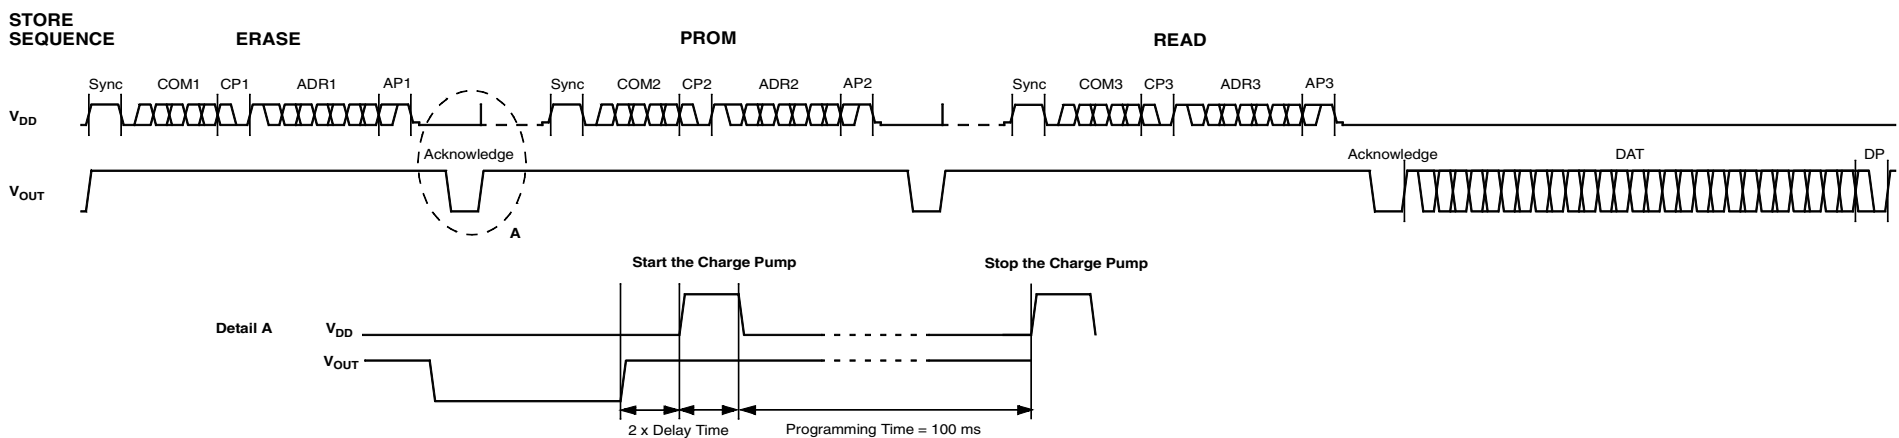 STORE
SEQUENCE
ERASE
PROM
READ
Sync
COM1
CP1
ADR1
AP1
Sync
COM2
CP2
ADR2
AP2
Sync
COM3
CP3
ADR3
AP3
VDD
Acknowledge
Acknowledge
DAT
DP
VOUT
A
Start the Charge Pump
Stop the Charge Pump
Detail A
VDD
VOUT
2 x Delay Time
Programming Time = 100 ms